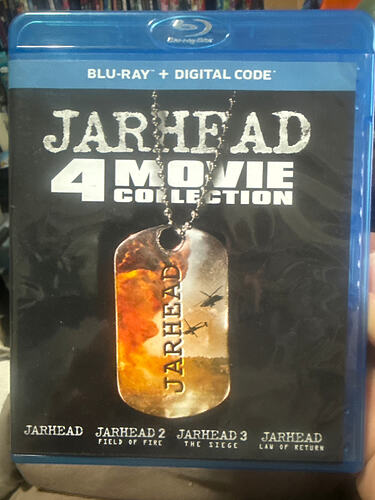 Blu-ray Disc
BLU-RAY™ + DIGITAL CODE*
JARHEAD
4 MOVIE
COLLECTION
JARHEAD
JARHEAD
JARHEAD 2
FIELD OF FIRE
JARHEAD 3
THE SIEGE
JARHEAD
LAW OF RETURN